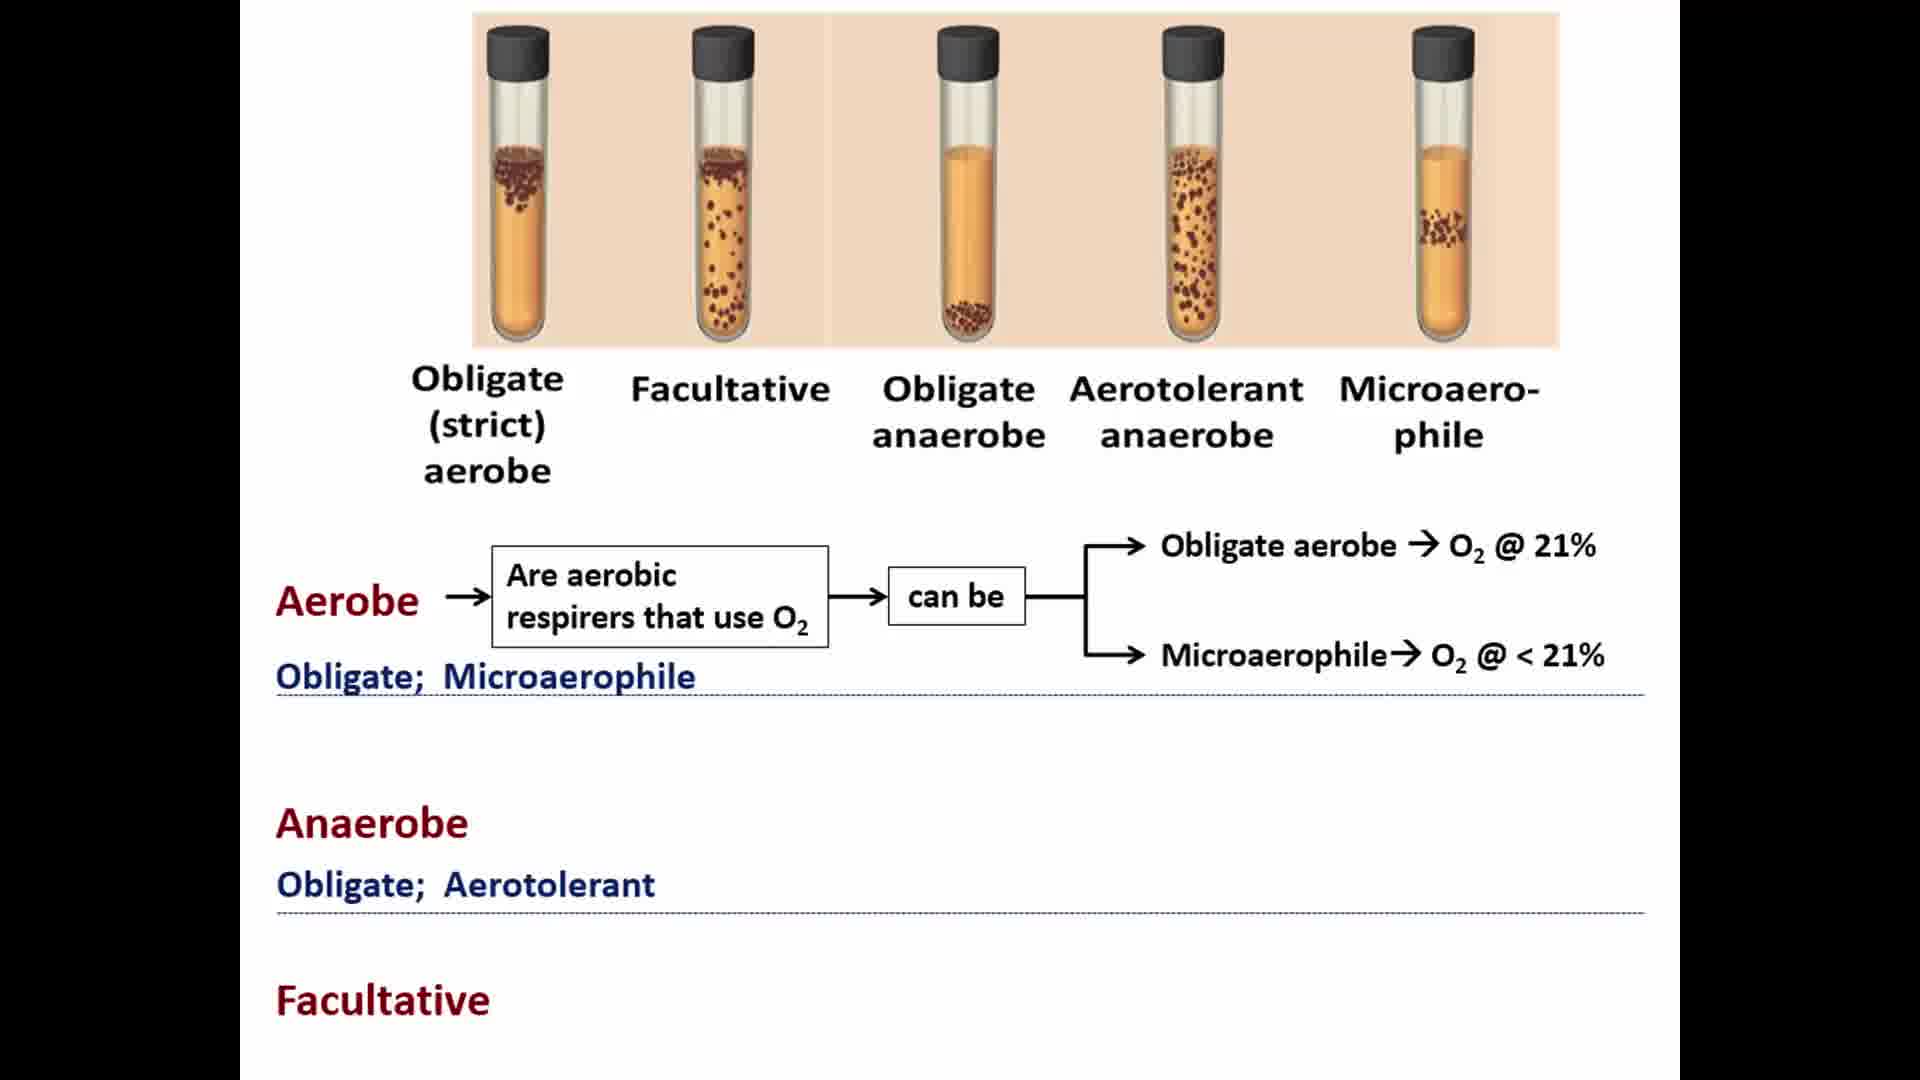 Obligate
(strict)
aerobe
Facultative
Obligate
anaerobe
Aerotolerant
anaerobe
Microaero-
phile
Aerobe
Are aerobic
respirers that use O₂
can be
Obligate aerobe → O₂ @ 21%
Microaerophile→ O₂ @ < 21%
Obligate; Microaerophile
Anaerobe
Obligate; Aerotolerant
Facultative